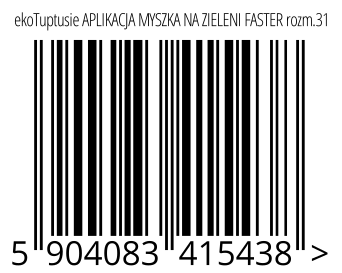 ekoTuptusie APLIKACJA MYSZKA NA ZIELENI FASTER rozm.31
5 904083 415438 >